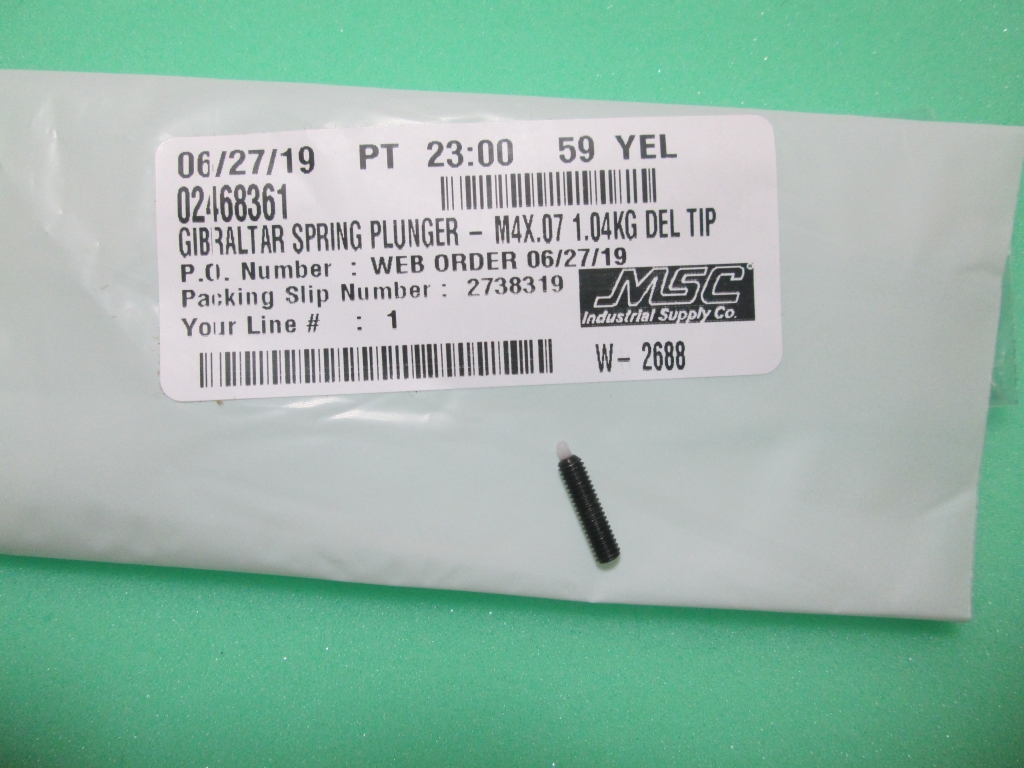 06/27/19 PT 23:00 59 YEL
02468361
GIBRALTAR SPRING PLUNGER - M4X.07 1.04KG DEL TIP
P.O. Number : WEB ORDER 06/27/19
Packing Slip Number : 2738319
Your Line # : 1
MSC
Industrial Supply Co.
W- 2688